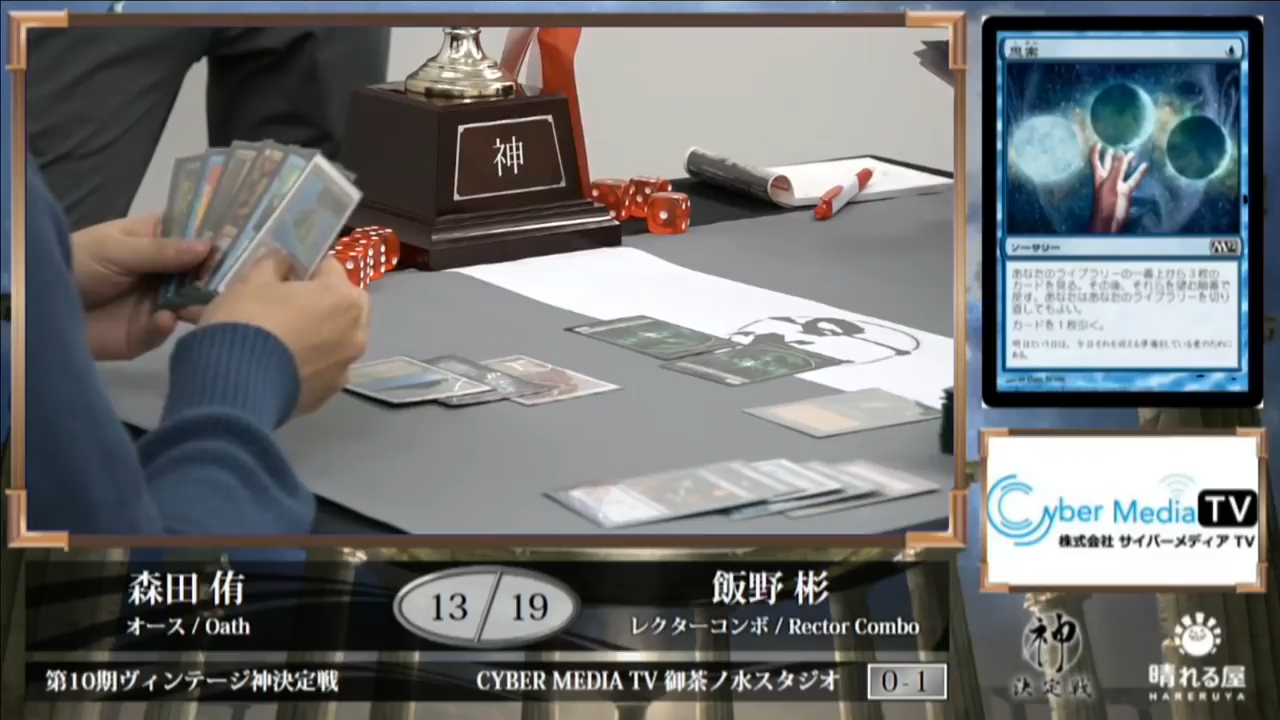 神
思案
ソーサリー
M12
あなたのライブラリーの一番上から３枚の
カードを見る。その後、それらを望む順番で
戻す。あなたはあなたのライブラリーを切り
直してもよい。
カードを１枚引く。
Cyber Media TV
株式会社 サイバーメディア TV
森田 侑
オース / Oath
13 / 19
飯野 彬
レクターコンボ / Rector Combo
第10期ヴィンテージ神決定戦
CYBER MEDIA TV 御茶ノ水スタジオ
0 - 1
神
決定戦
晴れる屋
HARERUYA